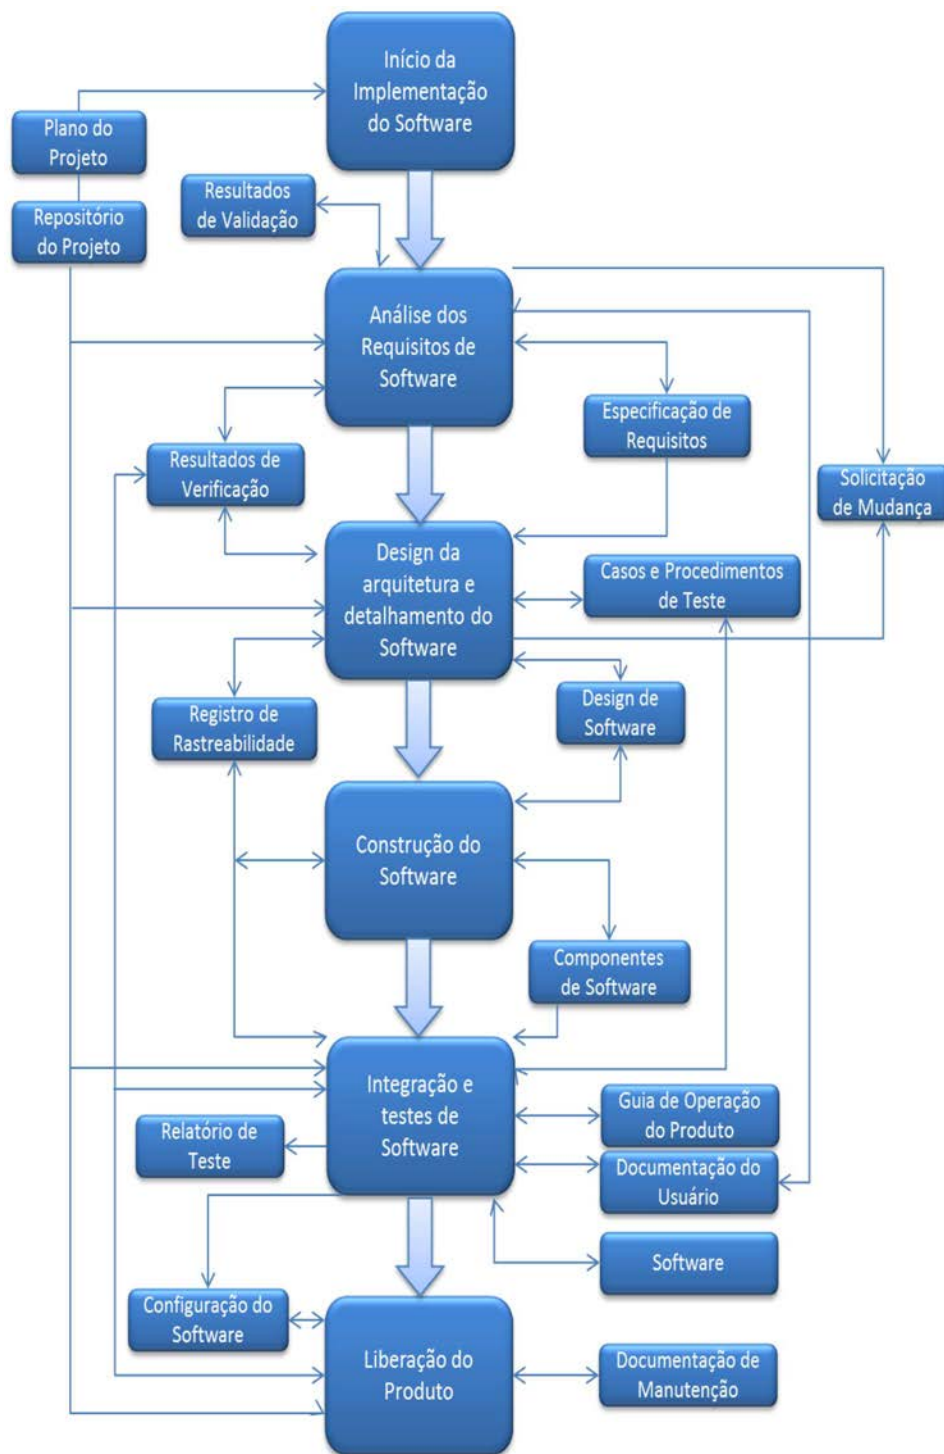 Início da
Implementação
do Software
Plano do
Projeto
Resultados
de Validação
Repositório
do Projeto
Análise dos
Requisitos de
Software
Especificação de
Requisitos
Resultados de
Verificação
Solicitação
de Mudança
Design da
arquitetura e
detalhamento do
Software
Casos e Procedimentos
de Teste
Registro de
Rastreabilidade
Design de
Software
Construção do
Software
Componentes
de Software
Integração e
testes de
Software
Guia de Operação
do Produto
Relatório de
Teste
Documentação do
Usuário
Software
Configuração do
Software
Liberação do
Produto
Documentação de
Manutenção